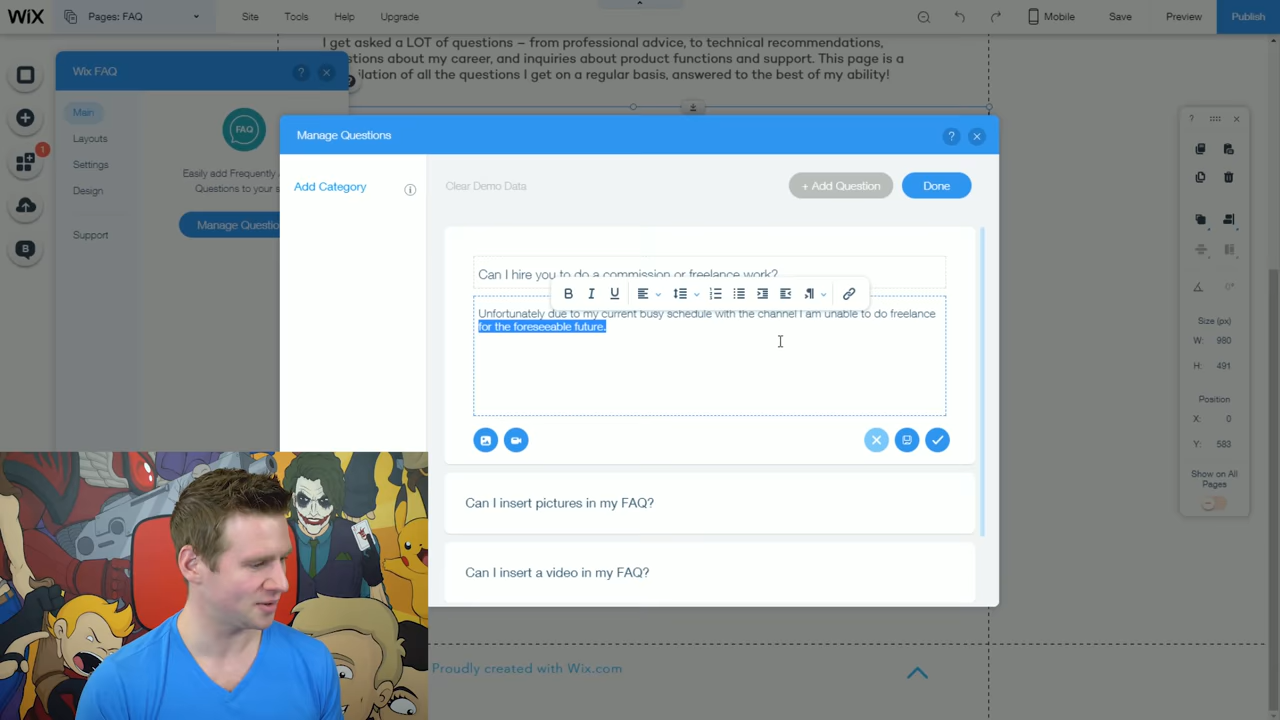 WiX
Pages: FAQ
Site
Tools
Help
Upgrade
Mobile
Save
Preview
Publish
I get asked a LOT of questions – from professional advice, to technical recommendations,
stions about my career, and inquiries about product functions and support. This page is a
ilation of all the questions I get on a regular basis, answered to the best of my ability!
Wix FAQ
?
Main
Layouts
Settings
Design
Support
FAQ
Easily add Frequently A
Questions to your s
Manage Questio
1
B
Manage Questions
?
Add Category
Clear Demo Data
+ Add Question
Done
Can I hire you to do a commission or freelance work?
B I U
Unfortunately due to my current busy schedule with the channel I am unable to do freelance
for the foreseeable future.
Can I insert pictures in my FAQ?
Can I insert a video in my FAQ?
?
Size (px)
W: 980
H: 491
Position
X: 0
Y: 583
Show on All
Pages
Proudly created with Wix.com